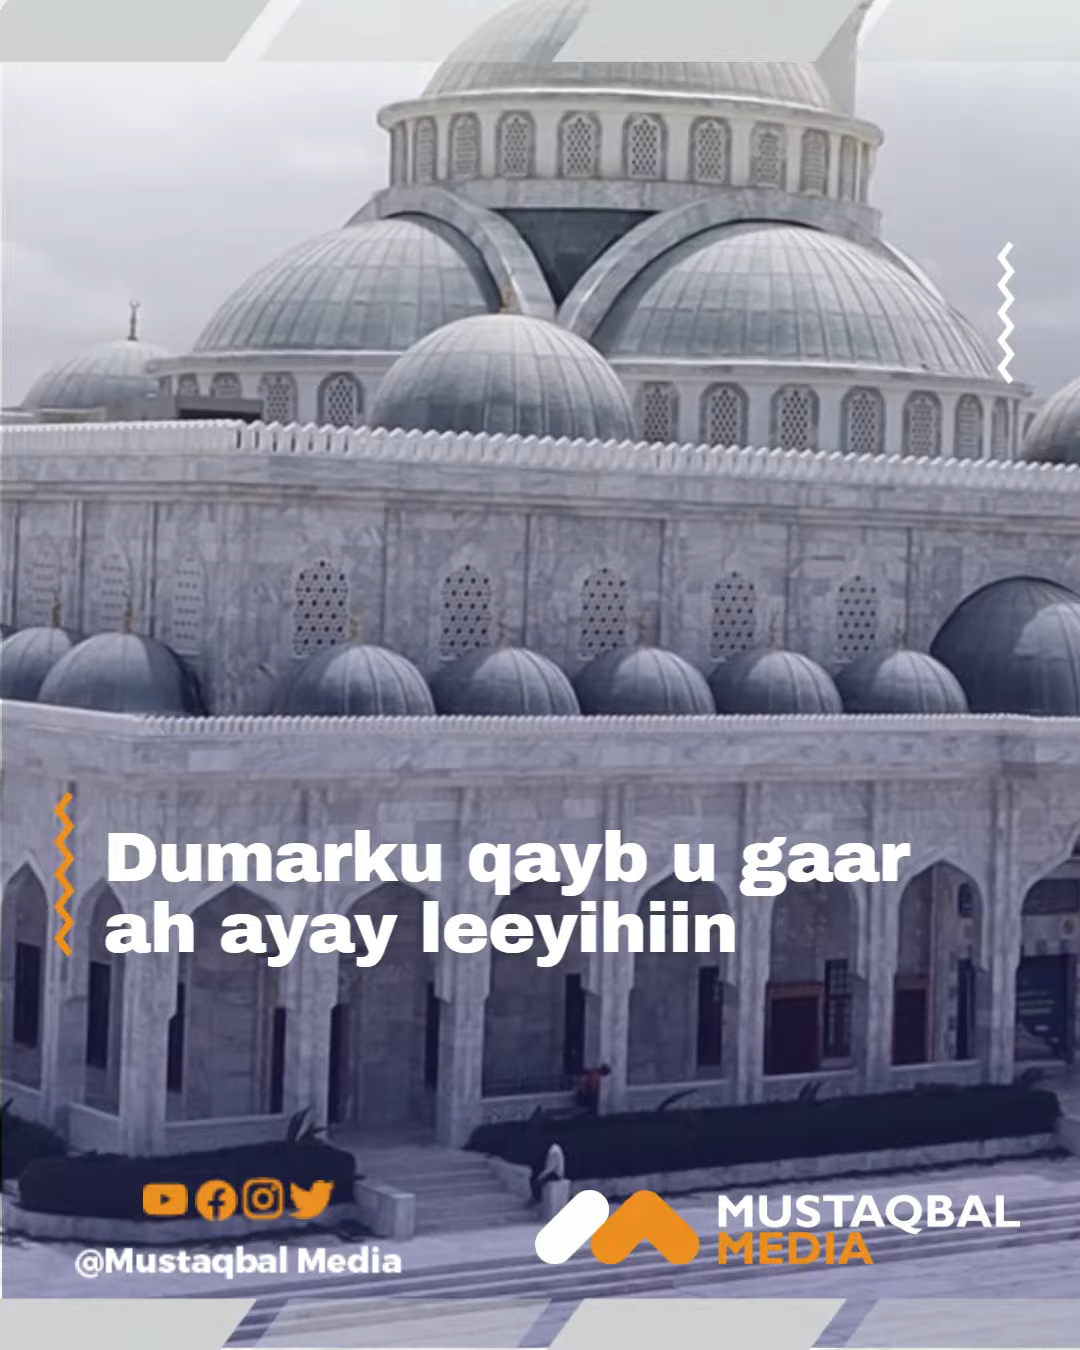 Dumarku qayb u gaar
ah ayay leeyihiin
@Mustaqbal Media
MUSTAQBAL
MEDIA